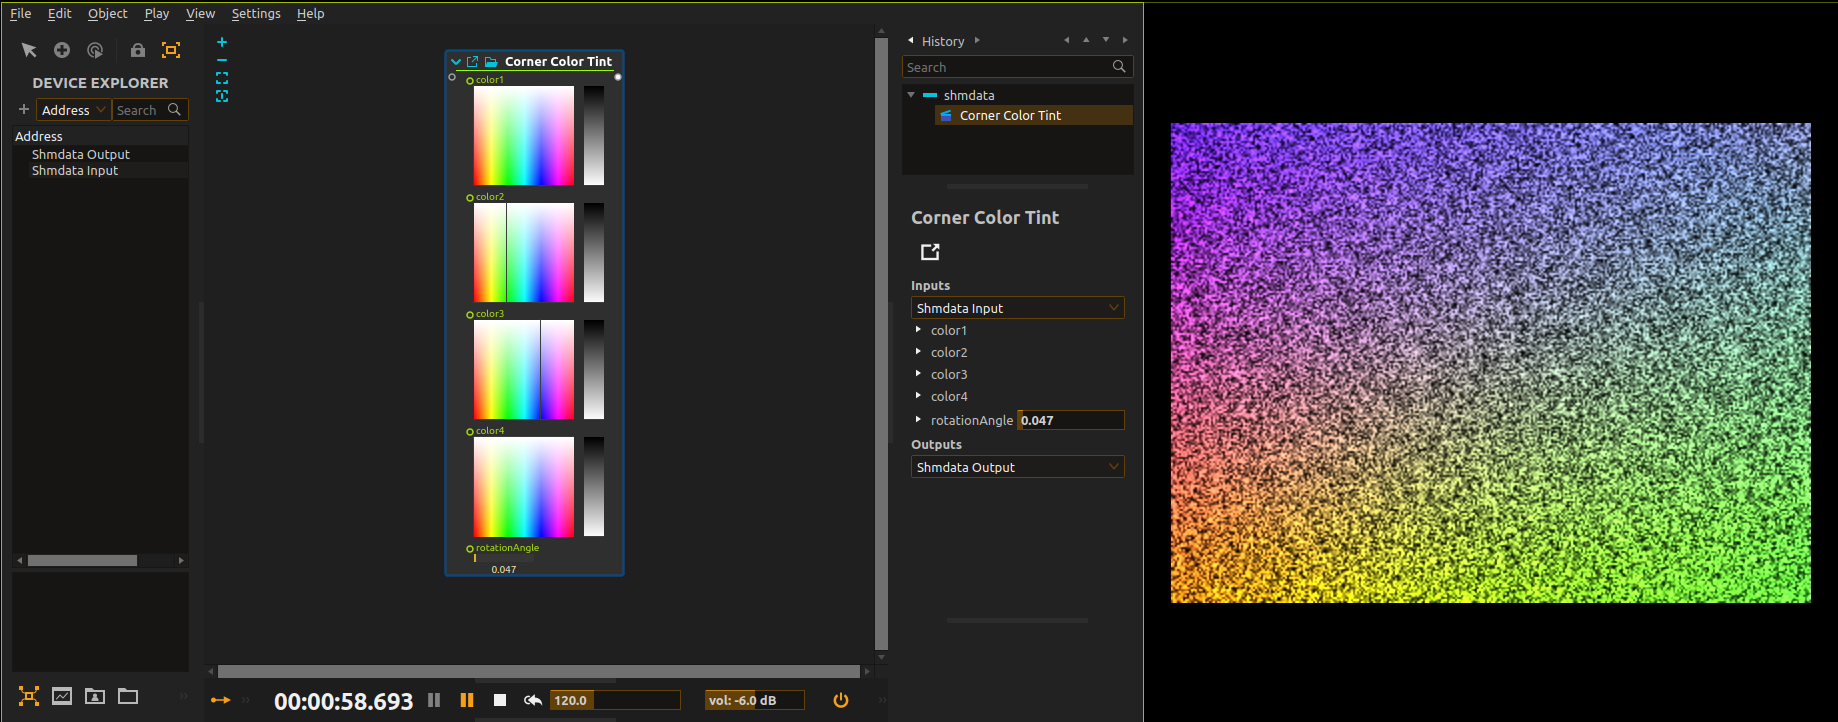 File Edit Object Play View Settings Help
DEVICE EXPLORER
Address Search
Address
Shmdata Output
Shmdata Input
Corner Color Tint
color1
color2
color3
color4
rotationAngle
0.047
History
Search
shmdata
Corner Color Tint
Corner Color Tint
Inputs
Shmdata Input
color1
color2
color3
color4
rotationAngle 0.047
Outputs
Shmdata Output
00:00:58.693 120.0 vol: -6.0 dB